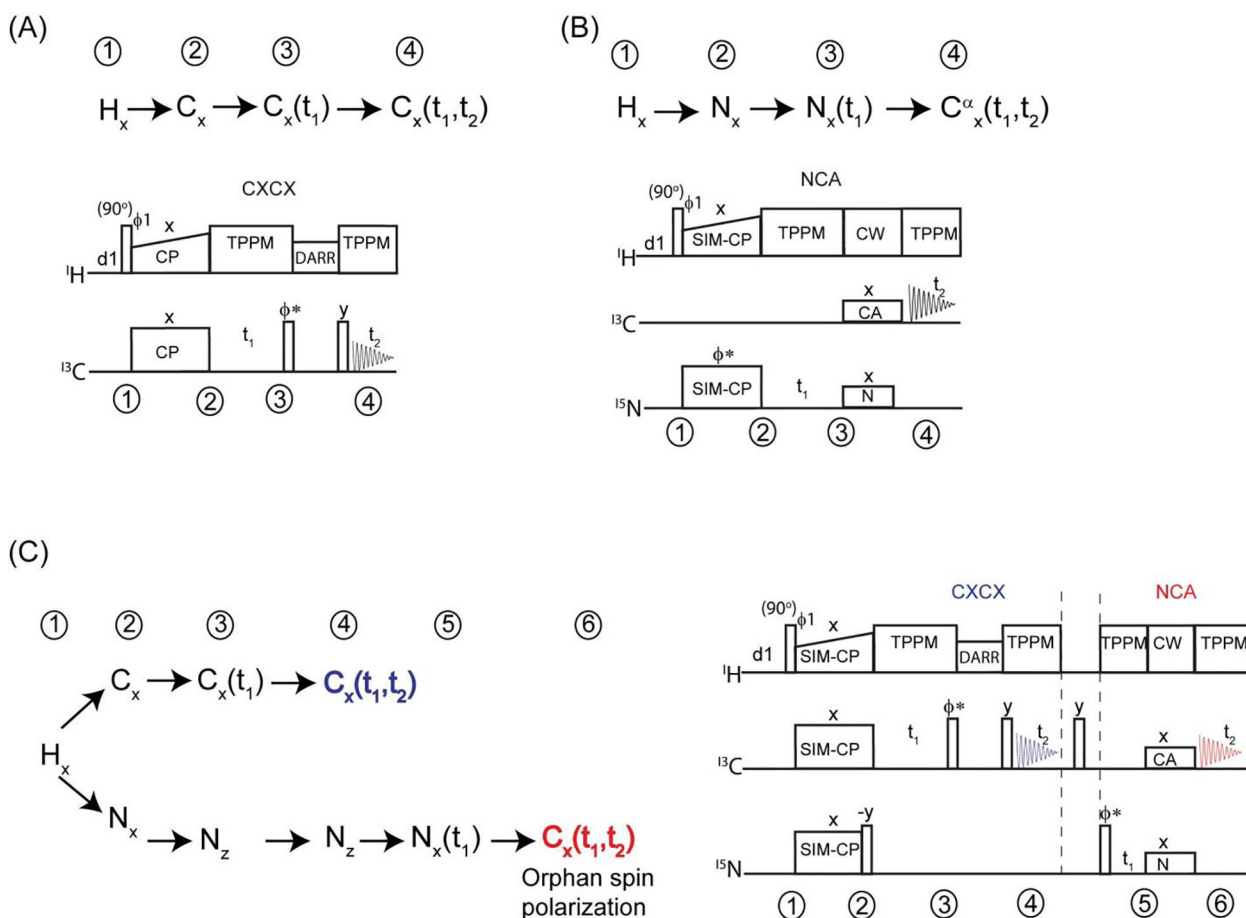 (A)
① ② ③ ④
Hx → Cx → Cx(t1) → Cx(t1,t2)
CXCX
(90º) ϕ1 x
d1 CP TPPM DARR TPPM
¹H
x ϕ* y
CP t1 t2
¹³C
① ② ③ ④
(B)
① ② ③ ④
Hx → Nx → Nx(t1) → Cαx(t1,t2)
NCA
(90º) ϕ1 x
d1 SIM-CP TPPM CW TPPM
¹H
x t2
CA
¹³C
ϕ* x
SIM-CP t1 N
¹⁵N
① ② ③ ④
(C)
① ② ③ ④ ⑤ ⑥
Cx → Cx(t1) → Cx(t1,t2)
Hx
Nx → Nz → Nz → Nx(t1) → Cx(t1,t2)
Orphan spin
polarization
CXCX NCA
(90º) ϕ1 x
d1 SIM-CP TPPM DARR TPPM TPPM CW TPPM
¹H
x ϕ* y t2 y x t2
SIM-CP t1 CA
¹³C
x -y ϕ* x
SIM-CP t1 N
¹⁵N
① ② ③ ④ ⑤ ⑥